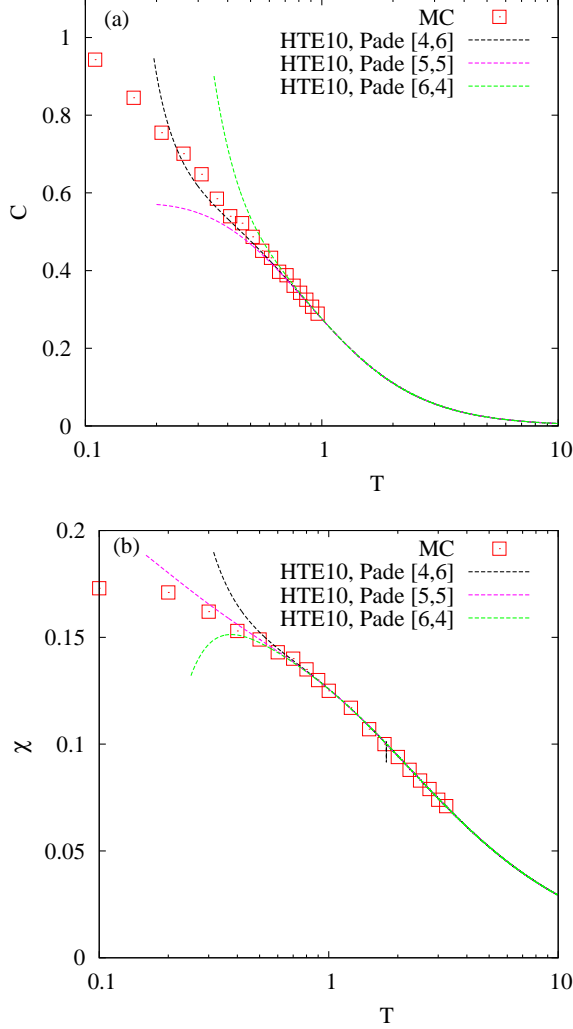 (a)
MC
HTE10, Pade [4,6]
HTE10, Pade [5,5]
HTE10, Pade [6,4]
1
0.8
0.6
0.4
0.2
0
C
0.1
1
10
T
(b)
MC
HTE10, Pade [4,6]
HTE10, Pade [5,5]
HTE10, Pade [6,4]
0.2
0.15
0.1
0.05
0
χ
0.1
1
10
T